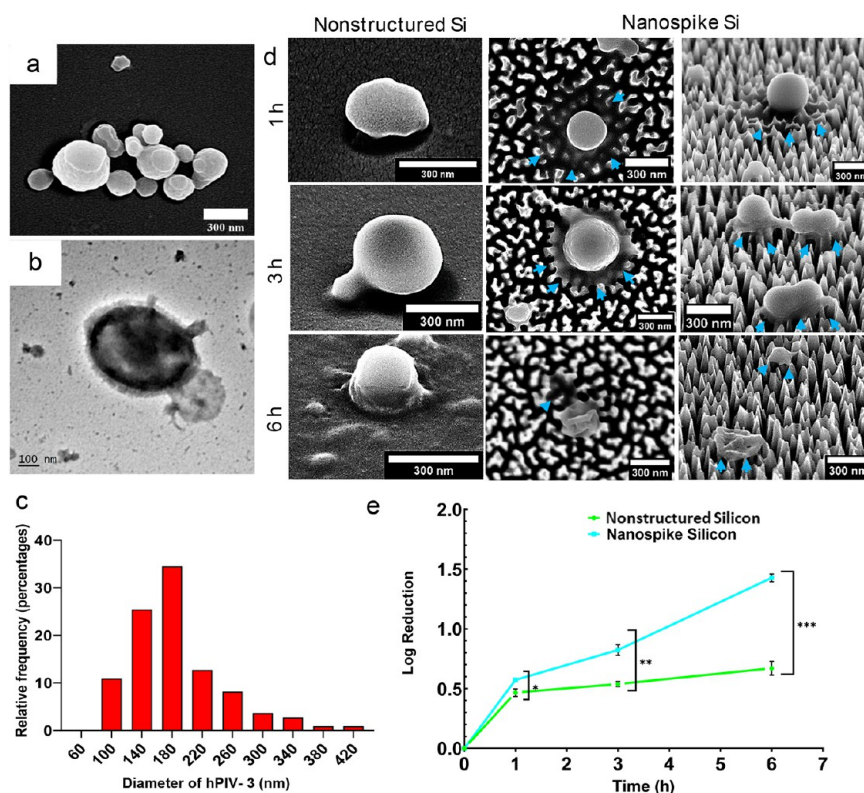 Nonstructured Si
Nanospike Si
a
300 nm
b
100 nm
d
1 h
300 nm
300 nm
300 nm
3 h
300 nm
300 nm
300 nm
6 h
300 nm
300 nm
300 nm
c
Relative frequency (percentages)
40
30
20
10
0
60
100
140
180
220
260
300
340
380
420
Diameter of hPIV- 3 (nm)
e
Nonstructured Silicon
Nanospike Silicon
Log Reduction
2.0
1.5
1.0
0.5
0.0
*
**
***
0
1
2
3
4
5
6
7
Time (h)